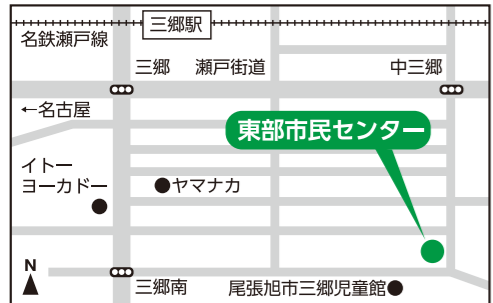 三郷駅
名鉄瀬戸線
三郷
瀬戸街道
中三郷
←名古屋
東部市民センター
イトー
ヨーカドー
ヤマナカ
N
三郷南
尾張旭市三郷児童館